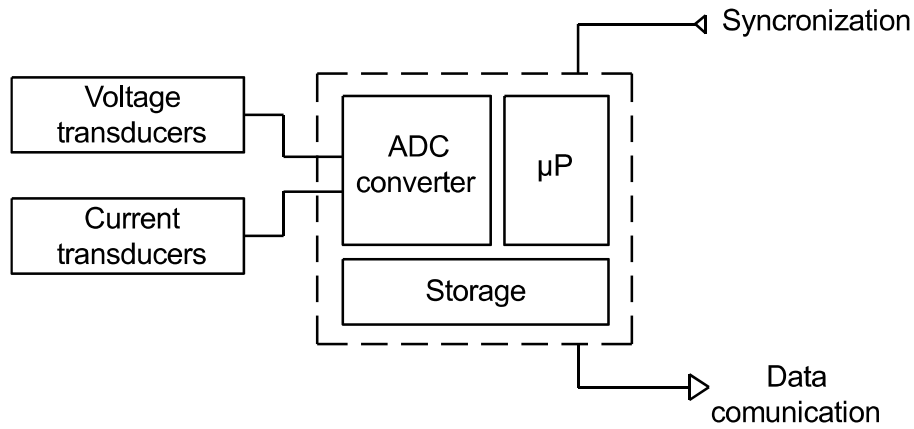 Syncronization
Voltage
transducers
ADC
converter
µP
Current
transducers
Storage
Data
comunication